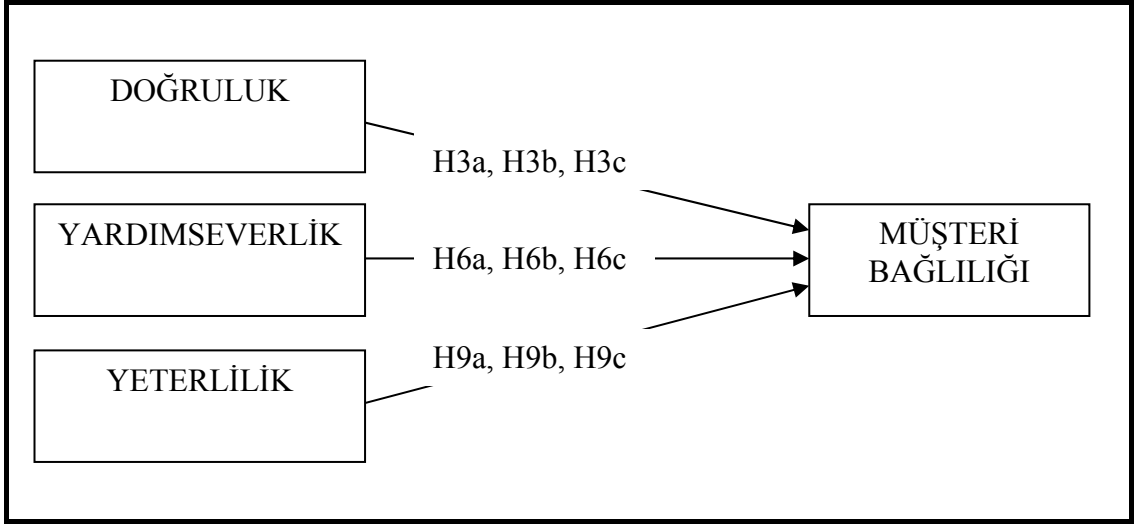 DOĞRULUK
H3a, H3b, H3c
YARDIMSEVERLİK
H6a, H6b, H6c
MÜŞTERİ
BAĞLILIĞI
H9a, H9b, H9c
YETERLİLİK